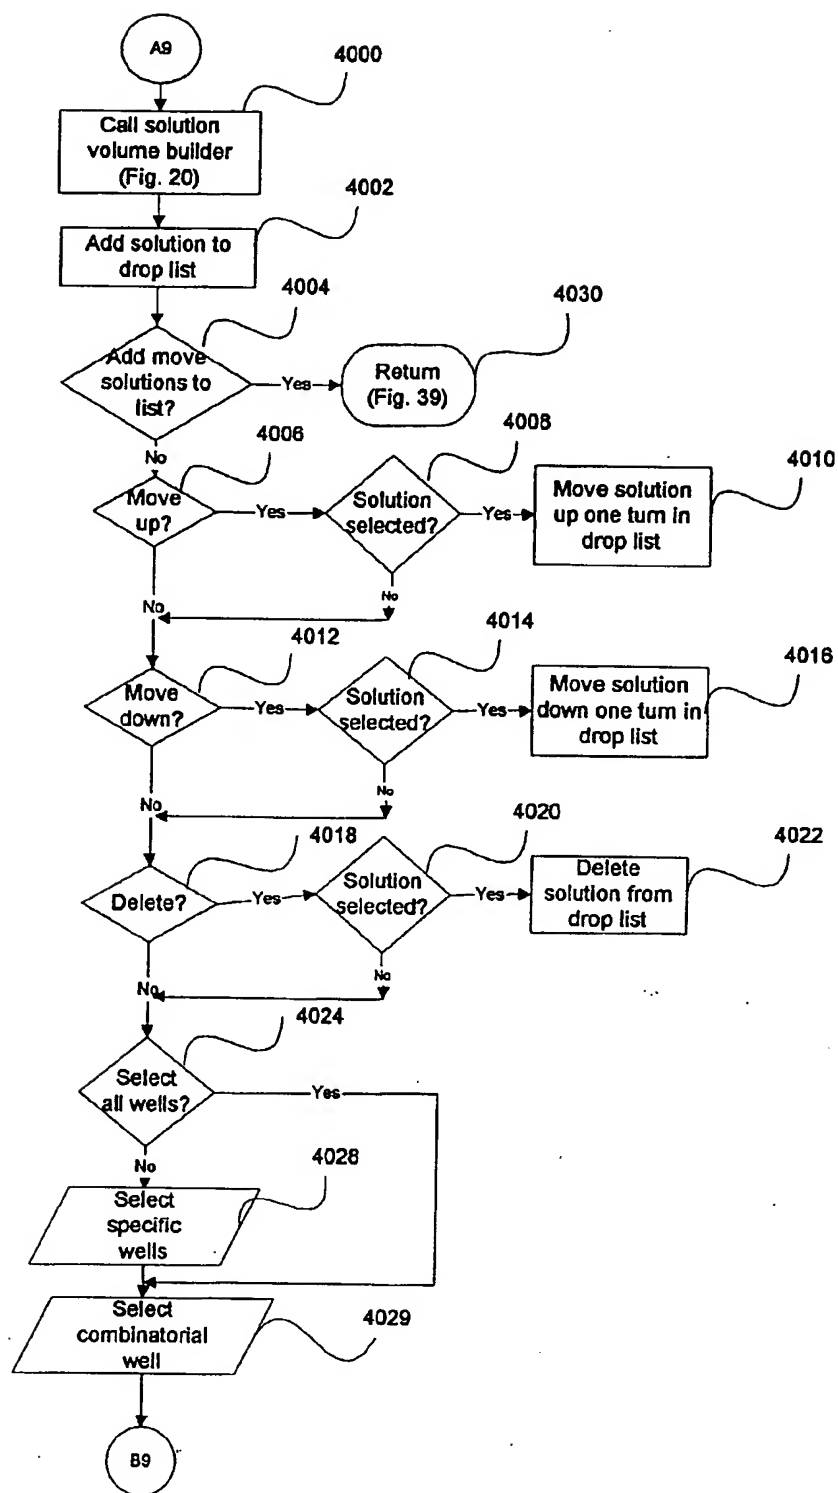 A9
4000
Call solution
volume builder
(Fig. 20)
4002
Add solution to
drop list
4004
Add move
solutions to
list?
Yes
4030
Return
(Fig. 39)
No
4006
Move
up?
Yes
4008
Solution
selected?
Yes
4010
Move solution
up one turn in
drop list
No
No
4012
Move
down?
Yes
4014
Solution
selected?
Yes
4016
Move solution
down one turn in
drop list
No
No
4018
Delete?
Yes
4020
Solution
selected?
Yes
4022
Delete
solution from
drop list
No
No
4024
Select
all wells?
Yes
No
4028
Select
specific
wells
Select
combinatorial
well
4029
B9